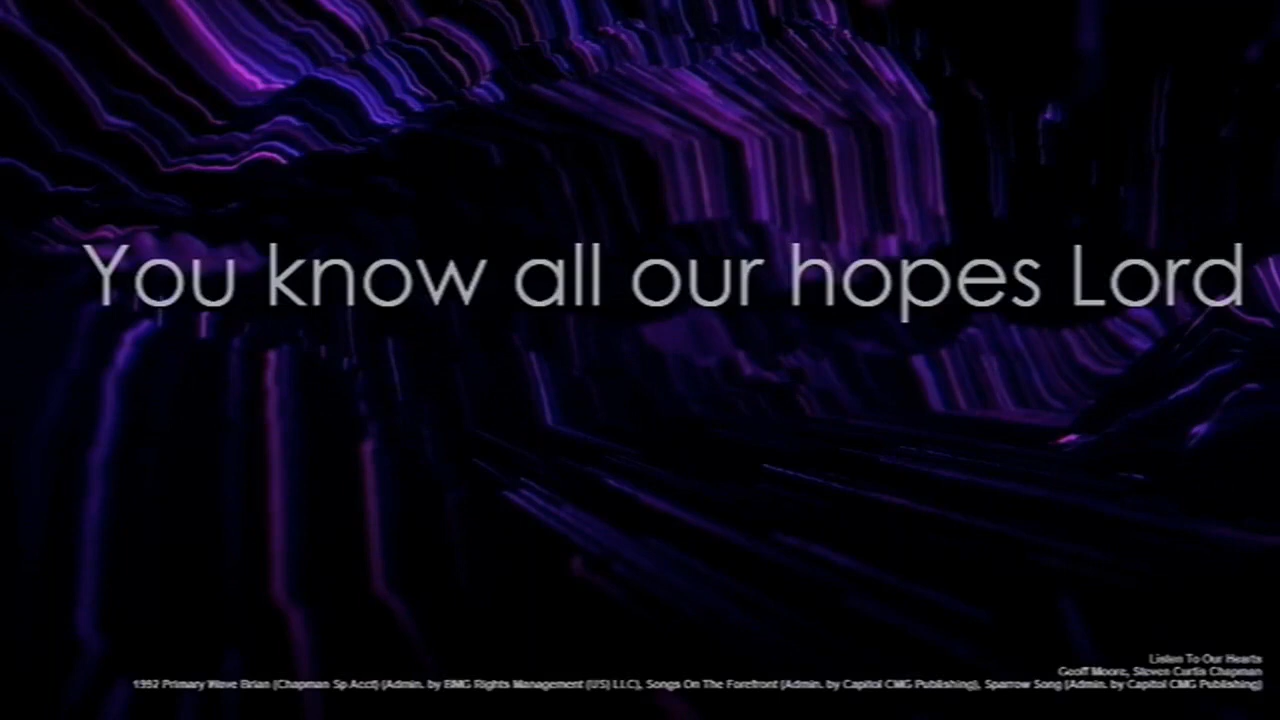 You know all our hopes Lord
Listen To Our Hearts
Geoff Moore, Steven Curtis Chapman
1992 Primary Wave Brian (Chapman Sp Acct) (Admin. by BMG Rights Management (US) LLC), Songs On The Forefront (Admin. by Capitol CMG Publishing), Sparrow Song (Admin. by Capitol CMG Publishing)